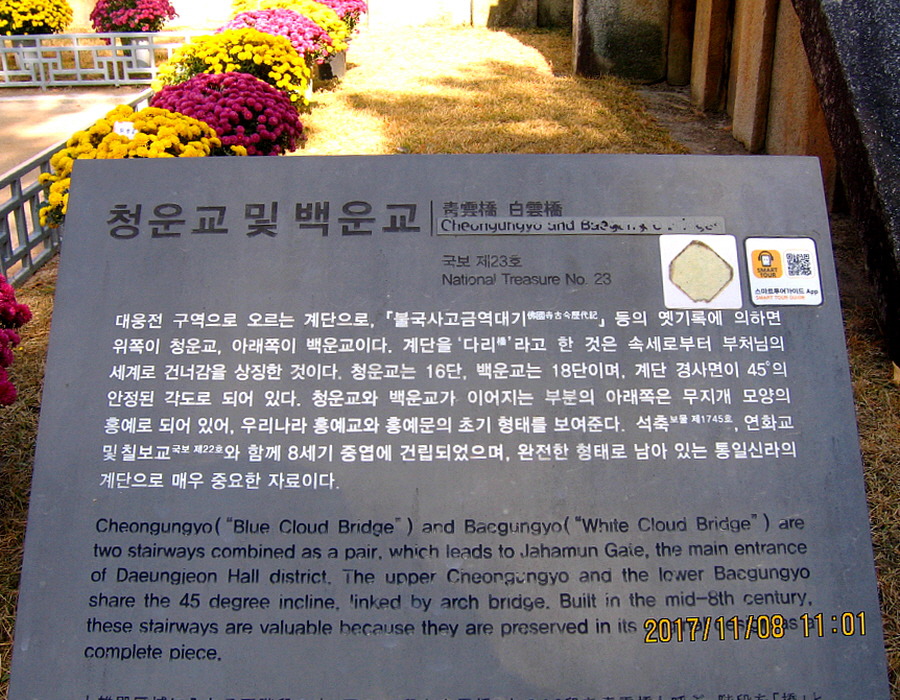 청운교 및 백운교
靑雲橋 白雲橋
Cheongungyo and
국보 제23호
National Treasure No. 23
SMART TOUR
스마트투어가이드 App
SMART TOUR GUIDE
대웅전 구역으로 오르는 계단으로, 『불국사고금역대기佛國寺古今歷代記』 등의 옛기록에 의하면
위쪽이 청운교, 아래쪽이 백운교이다. 계단을 '다리橋'라고 한 것은 속세로부터 부처님의
세계로 건너감을 상징한 것이다. 청운교는 16단, 백운교는 18단이며, 계단 경사면이 45°의
안정된 각도로 되어 있다. 청운교와 백운교가 이어지는 부분의 아래쪽은 무지개 모양의
홍예로 되어 있어, 우리나라 홍예교와 홍예문의 초기 형태를 보여준다. 석축보물 제1745호, 연화교
및 칠보교국보 제22호와 함께 8세기 중엽에 건립되었으며, 완전한 형태로 남아 있는 통일신라의
계단으로 매우 중요한 자료이다.
Cheongungyo("Blue Cloud Bridge") and Bacgungyo("White Cloud Bridge") are
two stairways combined as a pair, which leads to Jahamun Gate, the main entrance
of Daeungjeon Hall district. The upper Cheongungyo and the lower Bacgungyo
share the 45 degree incline, linked by arch bridge. Built in the mid-8th century,
these stairways are valuable because they are preserved in its as a
complete piece.
2017/11/08 11:01